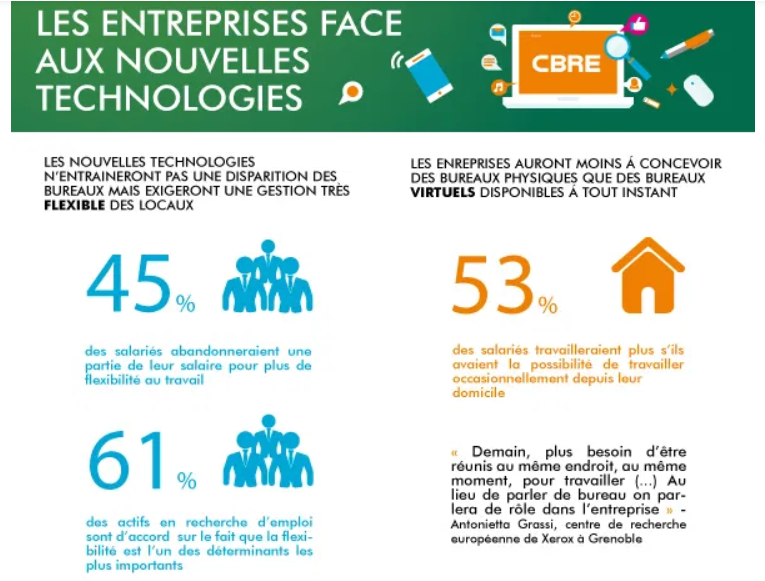 LES ENTREPRISES FACE
AUX NOUVELLES
TECHNOLOGIES
CBRE
LES NOUVELLES TECHNOLOGIES
N’ENTRAINERONT PAS UNE DISPARITION DES
BUREAUX MAIS EXIGERONT UNE GESTION TRÈS
FLEXIBLE DES LOCAUX
45%
des salariés abandonneraient une
partie de leur salaire pour plus de
flexibilité au travail
61%
des actifs en recherche d’emploi
sont d’accord sur le fait que la flexi-
bilité est l’un des déterminants les
plus importants
LES ENREPRISES AURONT MOINS Á CONCEVOIR
DES BUREAUX PHYSIQUES QUE DES BUREAUX
VIRTUELS DISPONIBLES Á TOUT INSTANT
53%
des salariés travailleraient plus s’ils
avaient la possibilité de travailler
occasionnellement depuis leur
domicile
« Demain, plus besoin d’être
réunis au même endroit, au même
moment, pour travailler (...) Au
lieu de parler de bureau on par-
lera de rôle dans l’entreprise » -
Antonietta Grassi, centre de recherche
européenne de Xerox à Grenoble